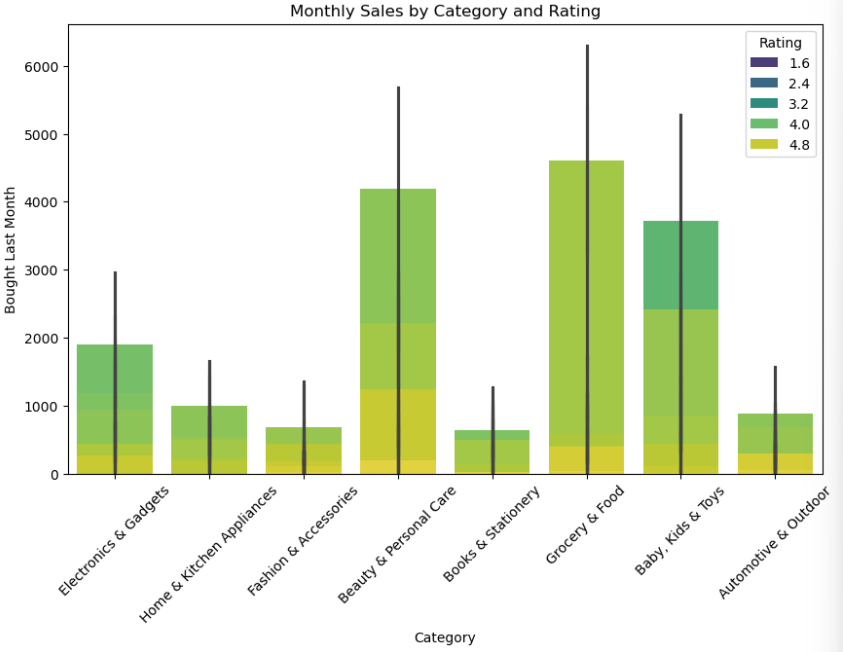 Monthly Sales by Category and Rating
Rating
1.6
2.4
3.2
4.0
4.8
Bought Last Month
6000
5000
4000
3000
2000
1000
0
Electronics & Gadgets
Home & Kitchen Appliances
Fashion & Accessories
Beauty & Personal Care
Books & Stationery
Grocery & Food
Baby, Kids & Toys
Automotive & Outdoor
Category